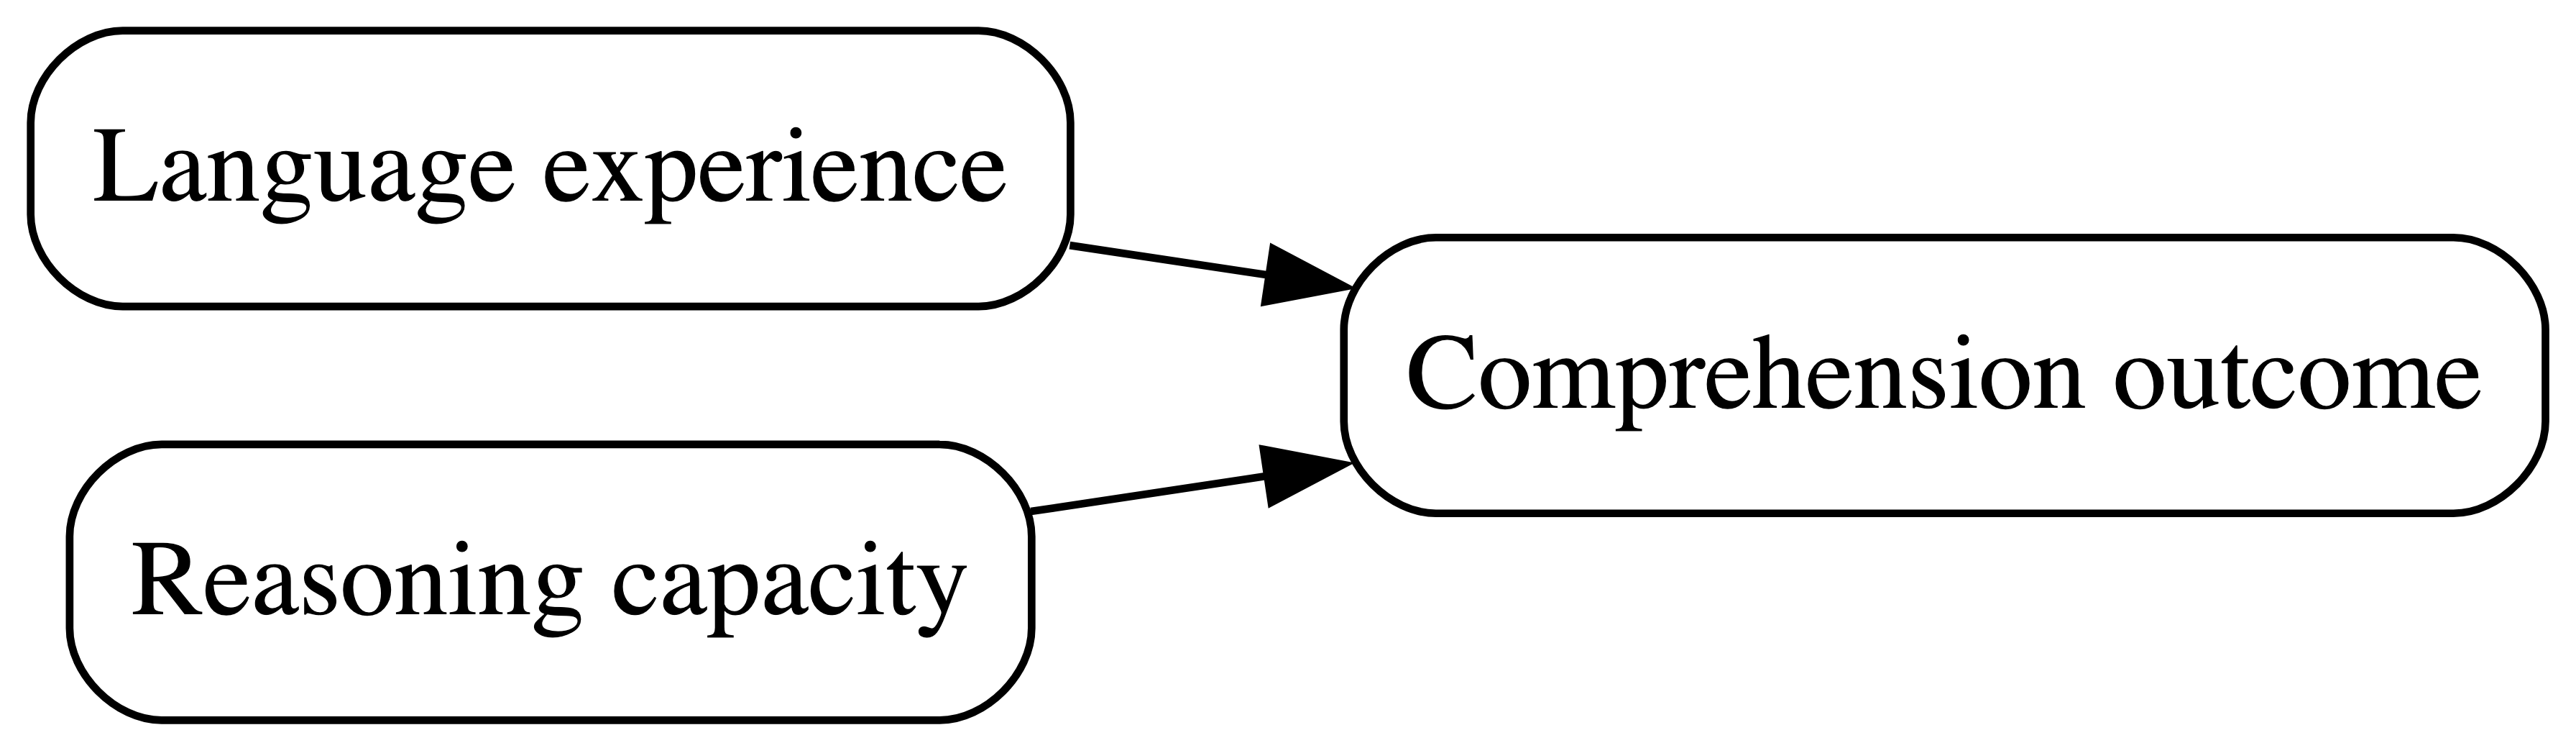 Language experience
Reasoning capacity
Comprehension outcome